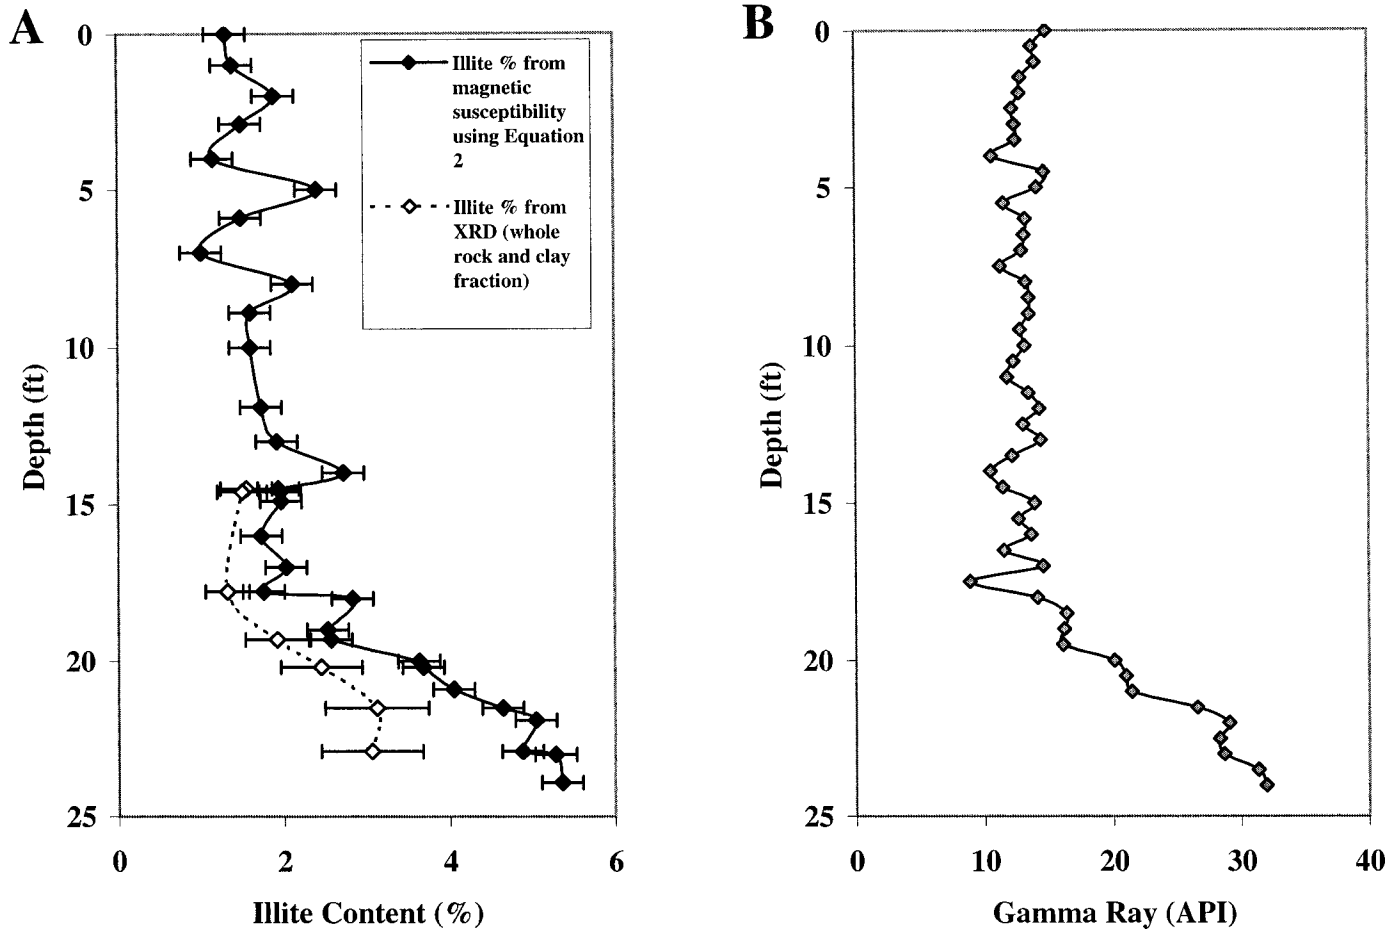 A
0
5
10
15
20
25
Depth (ft)
Illite % from
magnetic
susceptibility
using Equation
2
Illite % from
XRD (whole
rock and clay
fraction)
0
2
4
6
Illite Content (%)
B
0
5
10
15
20
25
Depth (ft)
0
10
20
30
40
Gamma Ray (API)